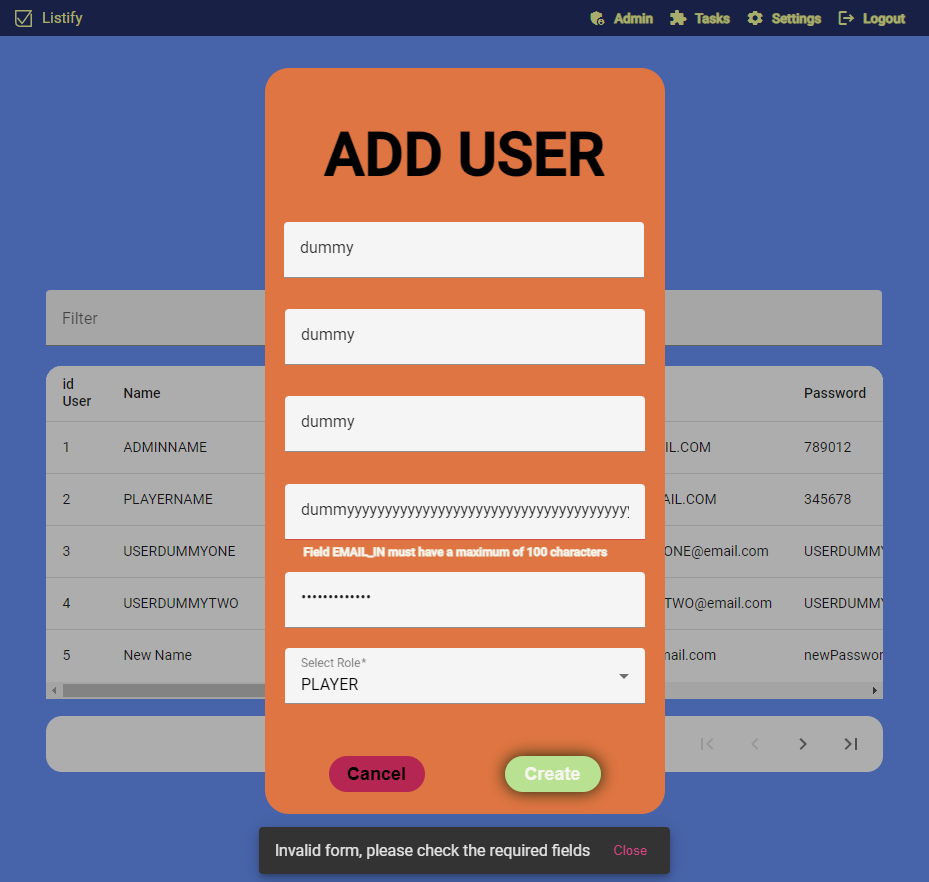 Listify
Admin
Tasks
Settings
Logout
ADD USER
dummy
Filter
dummy
id User
Name
Password
dummy
1
ADMINNAME
IL.COM
789012
2
PLAYERNAME
AIL.COM
345678
dummyyyyyyyyyyyyyyyyyyyyyyyyyyyyyyyyyyyyyyyy
3
USERDUMMYONE
Field EMAIL_IN must have a maximum of 100 characters
ONE@email.com
USERDUMMY
4
USERDUMMYTWO
•••••••••••••
TWO@email.com
USERDUMMY
5
New Name
Select Role*
PLAYER
mail.com
newPasswor
Cancel
Create
Invalid form, please check the required fields
Close